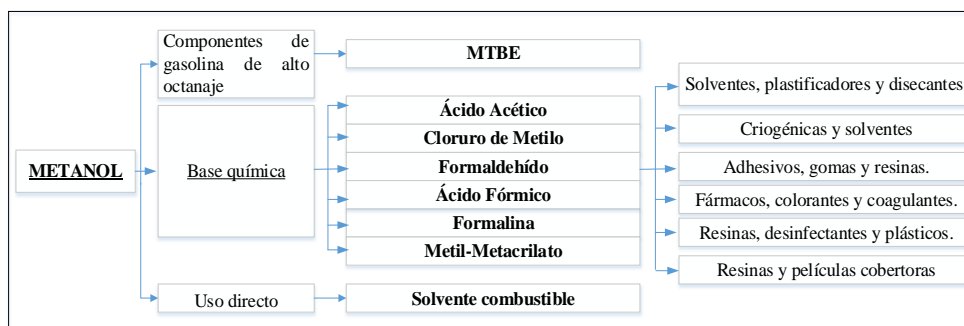 Componentes de
gasolina de alto
octanaje
MTBE
METANOL
Base química
Ácido Acético
Cloruro de Metilo
Formaldehído
Ácido Fórmico
Formalina
Metil-Metacrilato
Solventes, plastificadores y disecantes
Criogénicas y solventes
Adhesivos, gomas y resinas.
Fármacos, colorantes y coagulantes.
Resinas, desinfectantes y plásticos.
Resinas y películas cobertoras
Uso directo
Solvente combustible